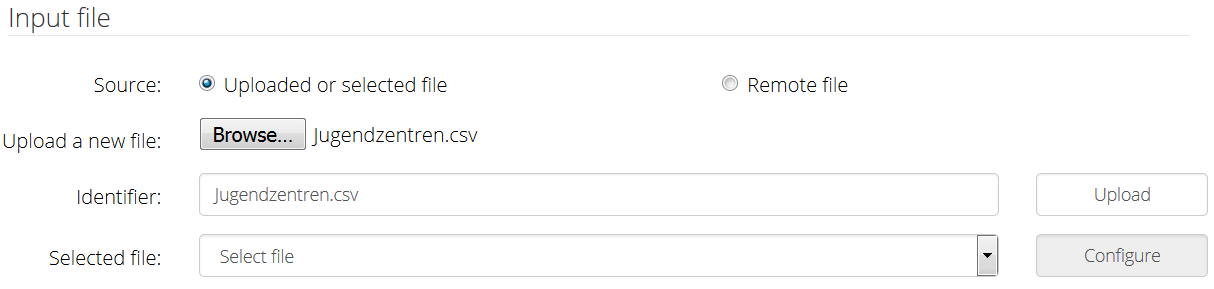 Input file
Source: Uploaded or selected file Remote file
Upload a new file: Browse... Jugendzentren.csv
Identifier: Jugendzentren.csv Upload
Selected file: Select file Configure